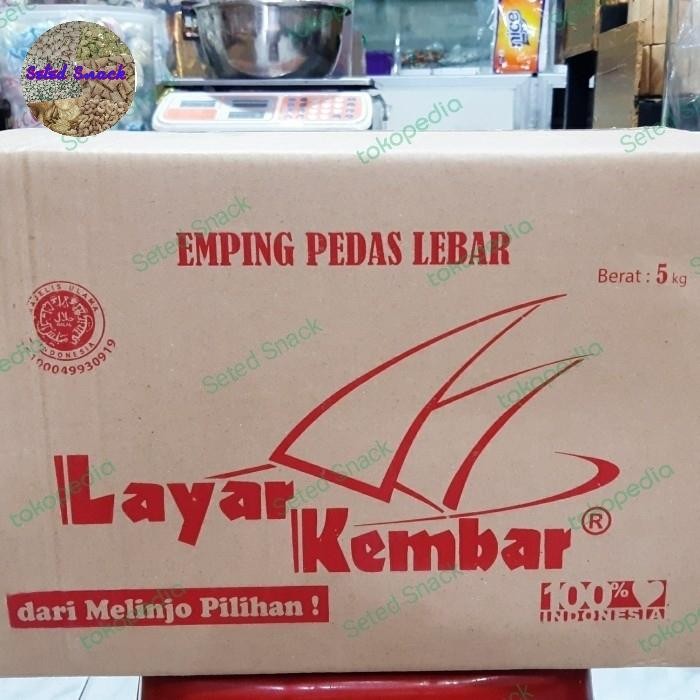 Seted Snack
nice
EMPING PEDAS LEBAR
Berat : 5 kg
MAJELIS ULAMA
HALAL
INDONESIA
100049930919
Layar
Kembar ®
dari Melinjo Pilihan !
100%
INDONESIA
Seted Snack
tokopedia